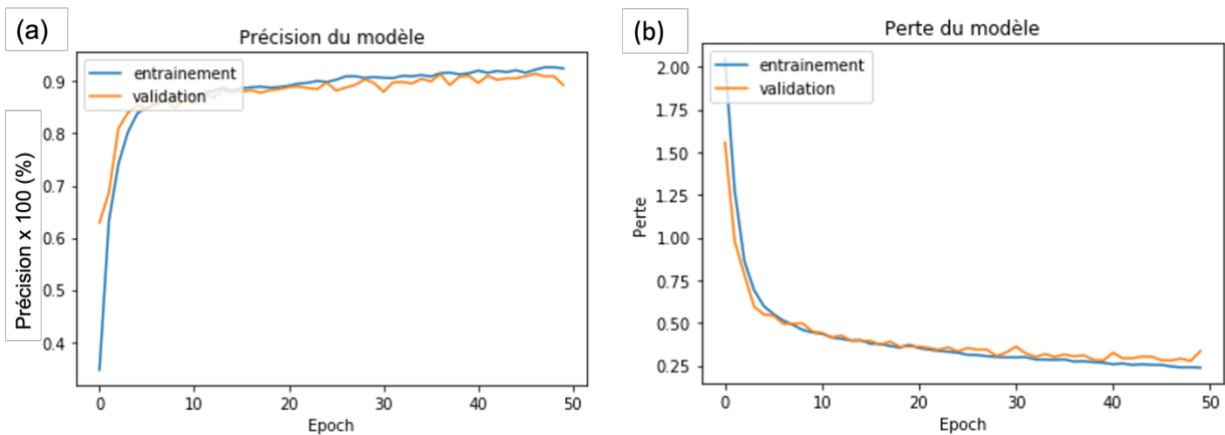 (a)
Précision du modèle
entrainement
validation
Précision x 100 (%)
0.9
0.8
0.7
0.6
0.5
0.4
0
10
20
30
40
50
Epoch
(b)
Perte du modèle
entrainement
validation
Perte
2.00
1.75
1.50
1.25
1.00
0.75
0.50
0.25
0
10
20
30
40
50
Epoch